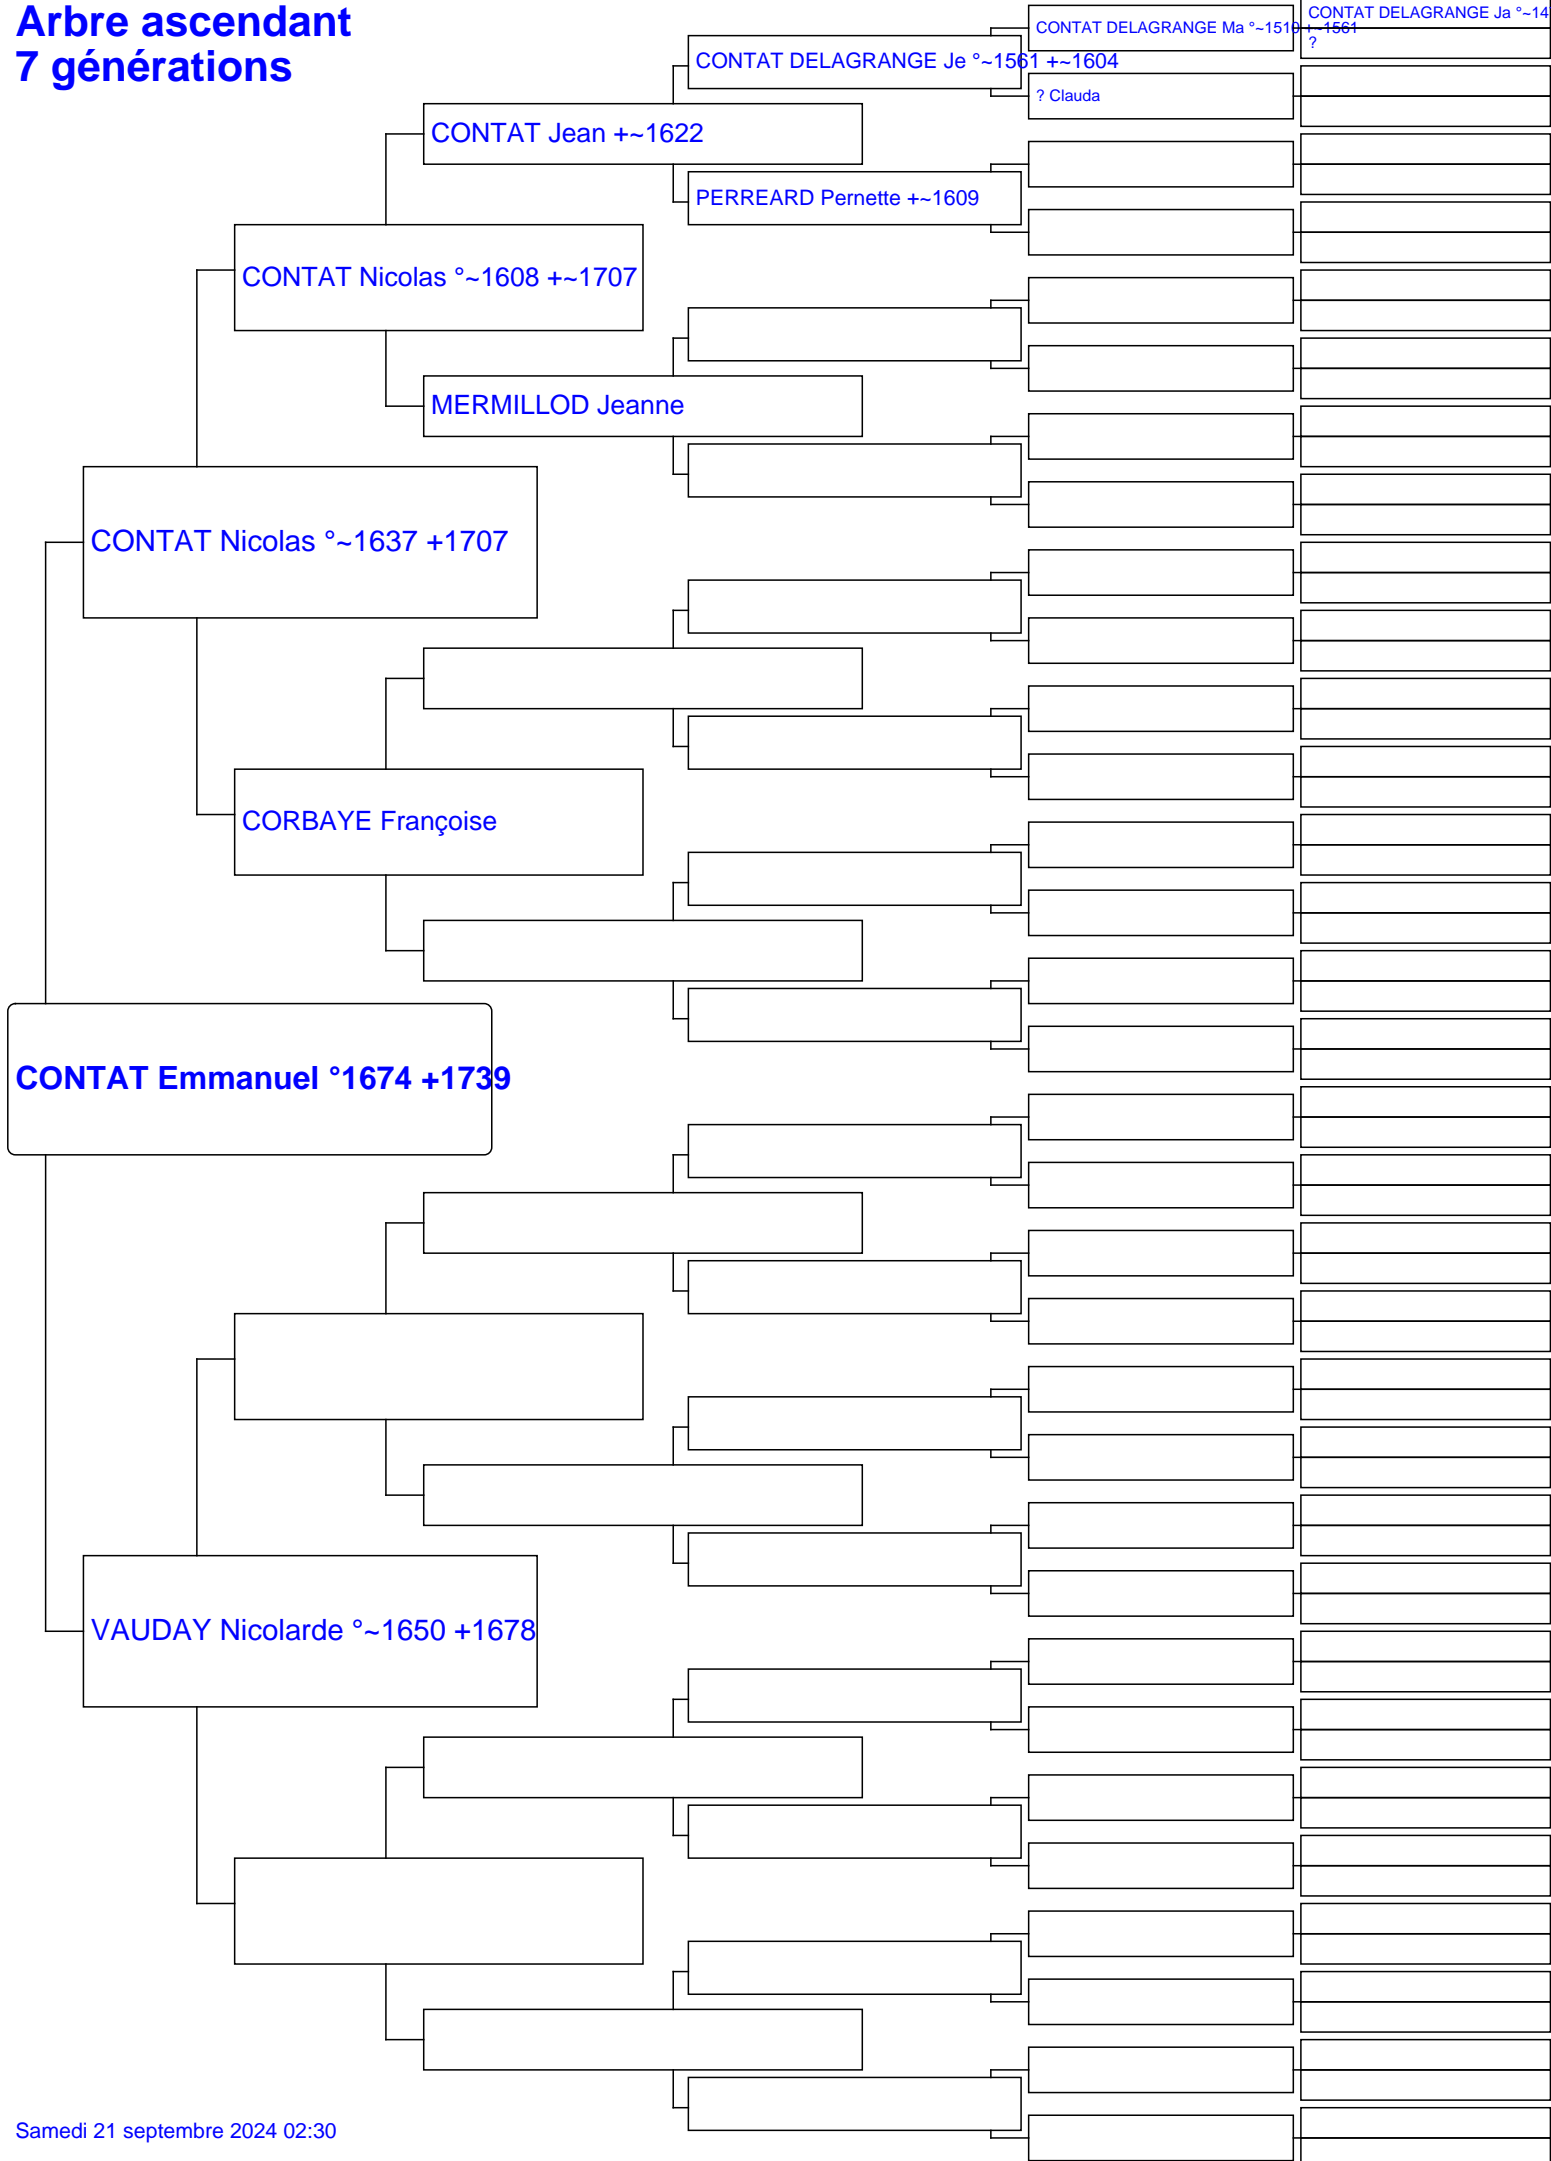 Arbre ascendant
7 générations
CONTAT DELAGRANGE Ja °~14
?
CONTAT DELAGRANGE Ma °~1510 +~1561
CONTAT DELAGRANGE Je °~1561 +~1604
? Clauda
CONTAT Jean +~1622
PERREARD Pernette +~1609
CONTAT Nicolas °~1608 +~1707
MERMILLOD Jeanne
CONTAT Nicolas °~1637 +1707
CORBAYE Françoise
CONTAT Emmanuel °1674 +1739
VAUDAY Nicolarde °~1650 +1678
Samedi 21 septembre 2024 02:30